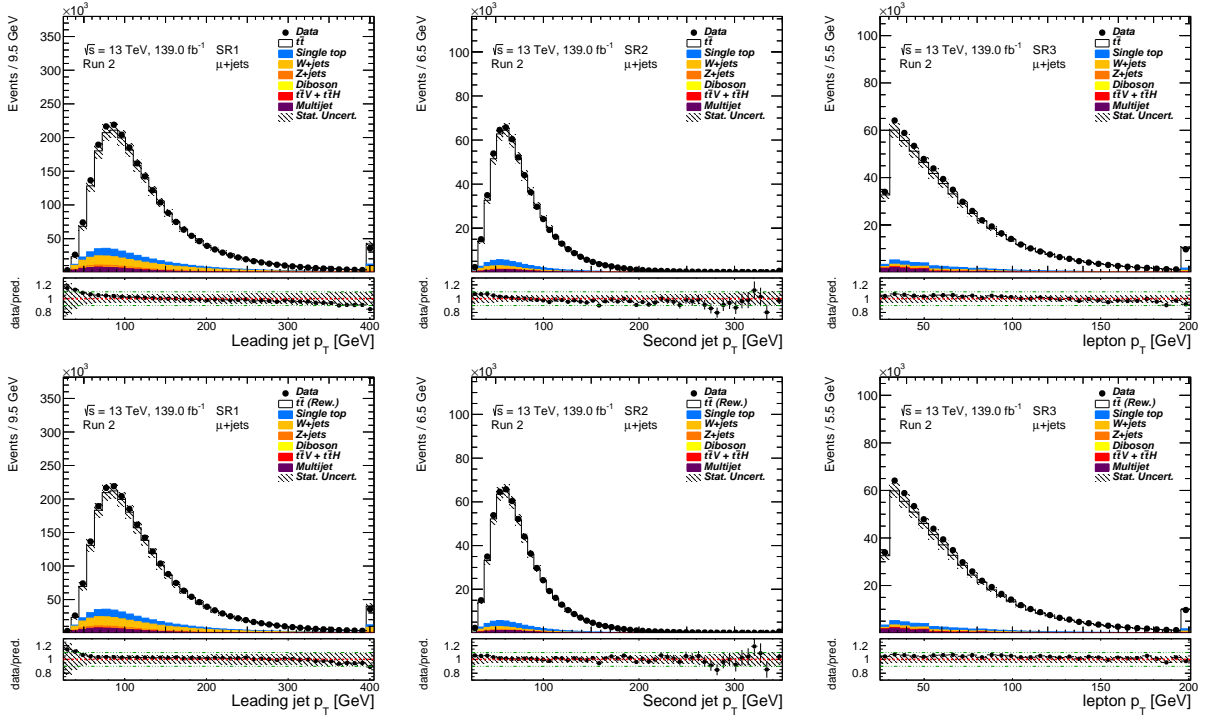 ×10³
Events / 9.5 GeV
350
300
250
200
150
100
50
√s = 13 TeV, 139.0 fb⁻¹ SR1
Run 2 μ+jets
Data
tt̄
Single top
W+jets
Z+jets
Diboson
tt̄V + tt̄H
Multijet
Stat. Uncert.
data/pred.
1.2
1
0.8
100 200 300 400
Leading jet p_T [GeV]
×10³
Events / 6.5 GeV
100
80
60
40
20
√s = 13 TeV, 139.0 fb⁻¹ SR2
Run 2 μ+jets
Data
tt̄
Single top
W+jets
Z+jets
Diboson
tt̄V + tt̄H
Multijet
Stat. Uncert.
data/pred.
1.2
1
0.8
100 200 300
Second jet p_T [GeV]
×10³
Events / 5.5 GeV
100
80
60
40
20
√s = 13 TeV, 139.0 fb⁻¹ SR3
Run 2 μ+jets
Data
tt̄
Single top
W+jets
Z+jets
Diboson
tt̄V + tt̄H
Multijet
Stat. Uncert.
data/pred.
1.2
1
0.8
50 100 150 200
lepton p_T [GeV]
×10³
Events / 9.5 GeV
350
300
250
200
150
100
50
√s = 13 TeV, 139.0 fb⁻¹ SR1
Run 2 μ+jets
Data
tt̄ (Rew.)
Single top
W+jets
Z+jets
Diboson
tt̄V + tt̄H
Multijet
Stat. Uncert.
data/pred.
1.2
1
0.8
100 200 300 400
Leading jet p_T [GeV]
×10³
Events / 6.5 GeV
100
80
60
40
20
√s = 13 TeV, 139.0 fb⁻¹ SR2
Run 2 μ+jets
Data
tt̄ (Rew.)
Single top
W+jets
Z+jets
Diboson
tt̄V + tt̄H
Multijet
Stat. Uncert.
data/pred.
1.2
1
0.8
100 200 300
Second jet p_T [GeV]
×10³
Events / 5.5 GeV
100
80
60
40
20
√s = 13 TeV, 139.0 fb⁻¹ SR3
Run 2 μ+jets
Data
tt̄ (Rew.)
Single top
W+jets
Z+jets
Diboson
tt̄V + tt̄H
Multijet
Stat. Uncert.
data/pred.
1.2
1
0.8
50 100 150 200
lepton p_T [GeV]